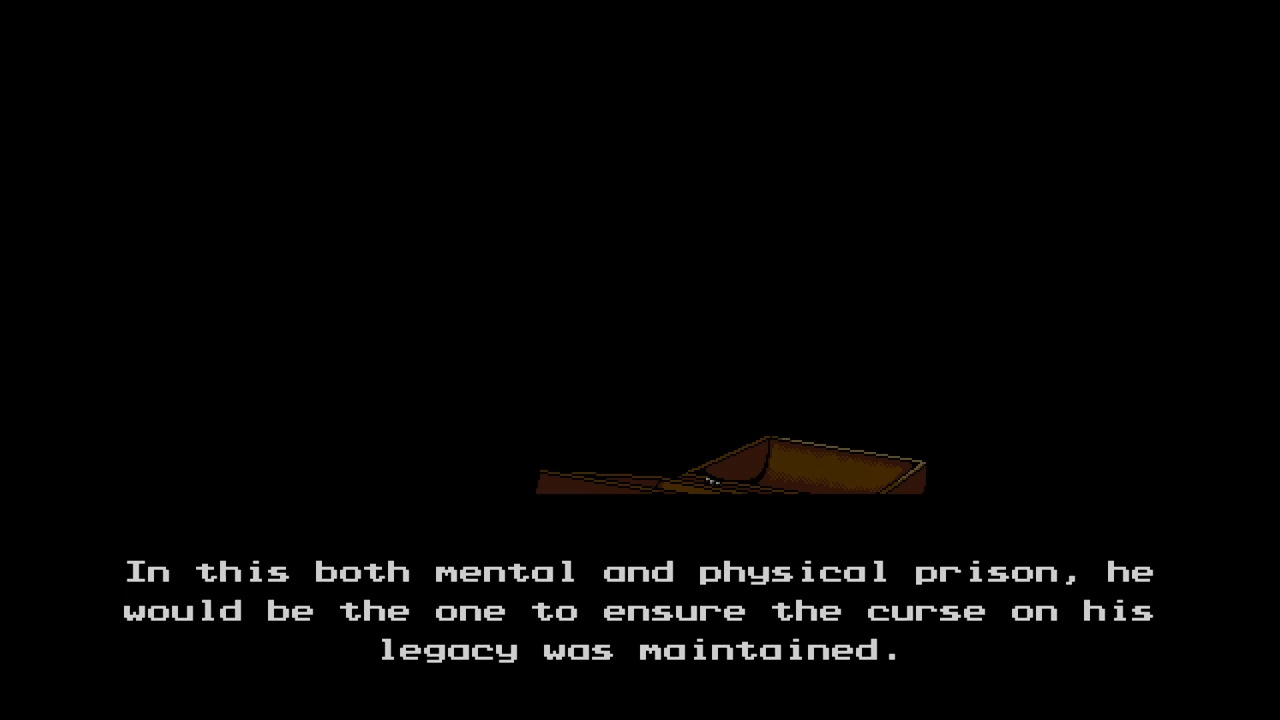 In this both mental and physical prison, he
would be the one to ensure the curse on his
legacy was maintained.